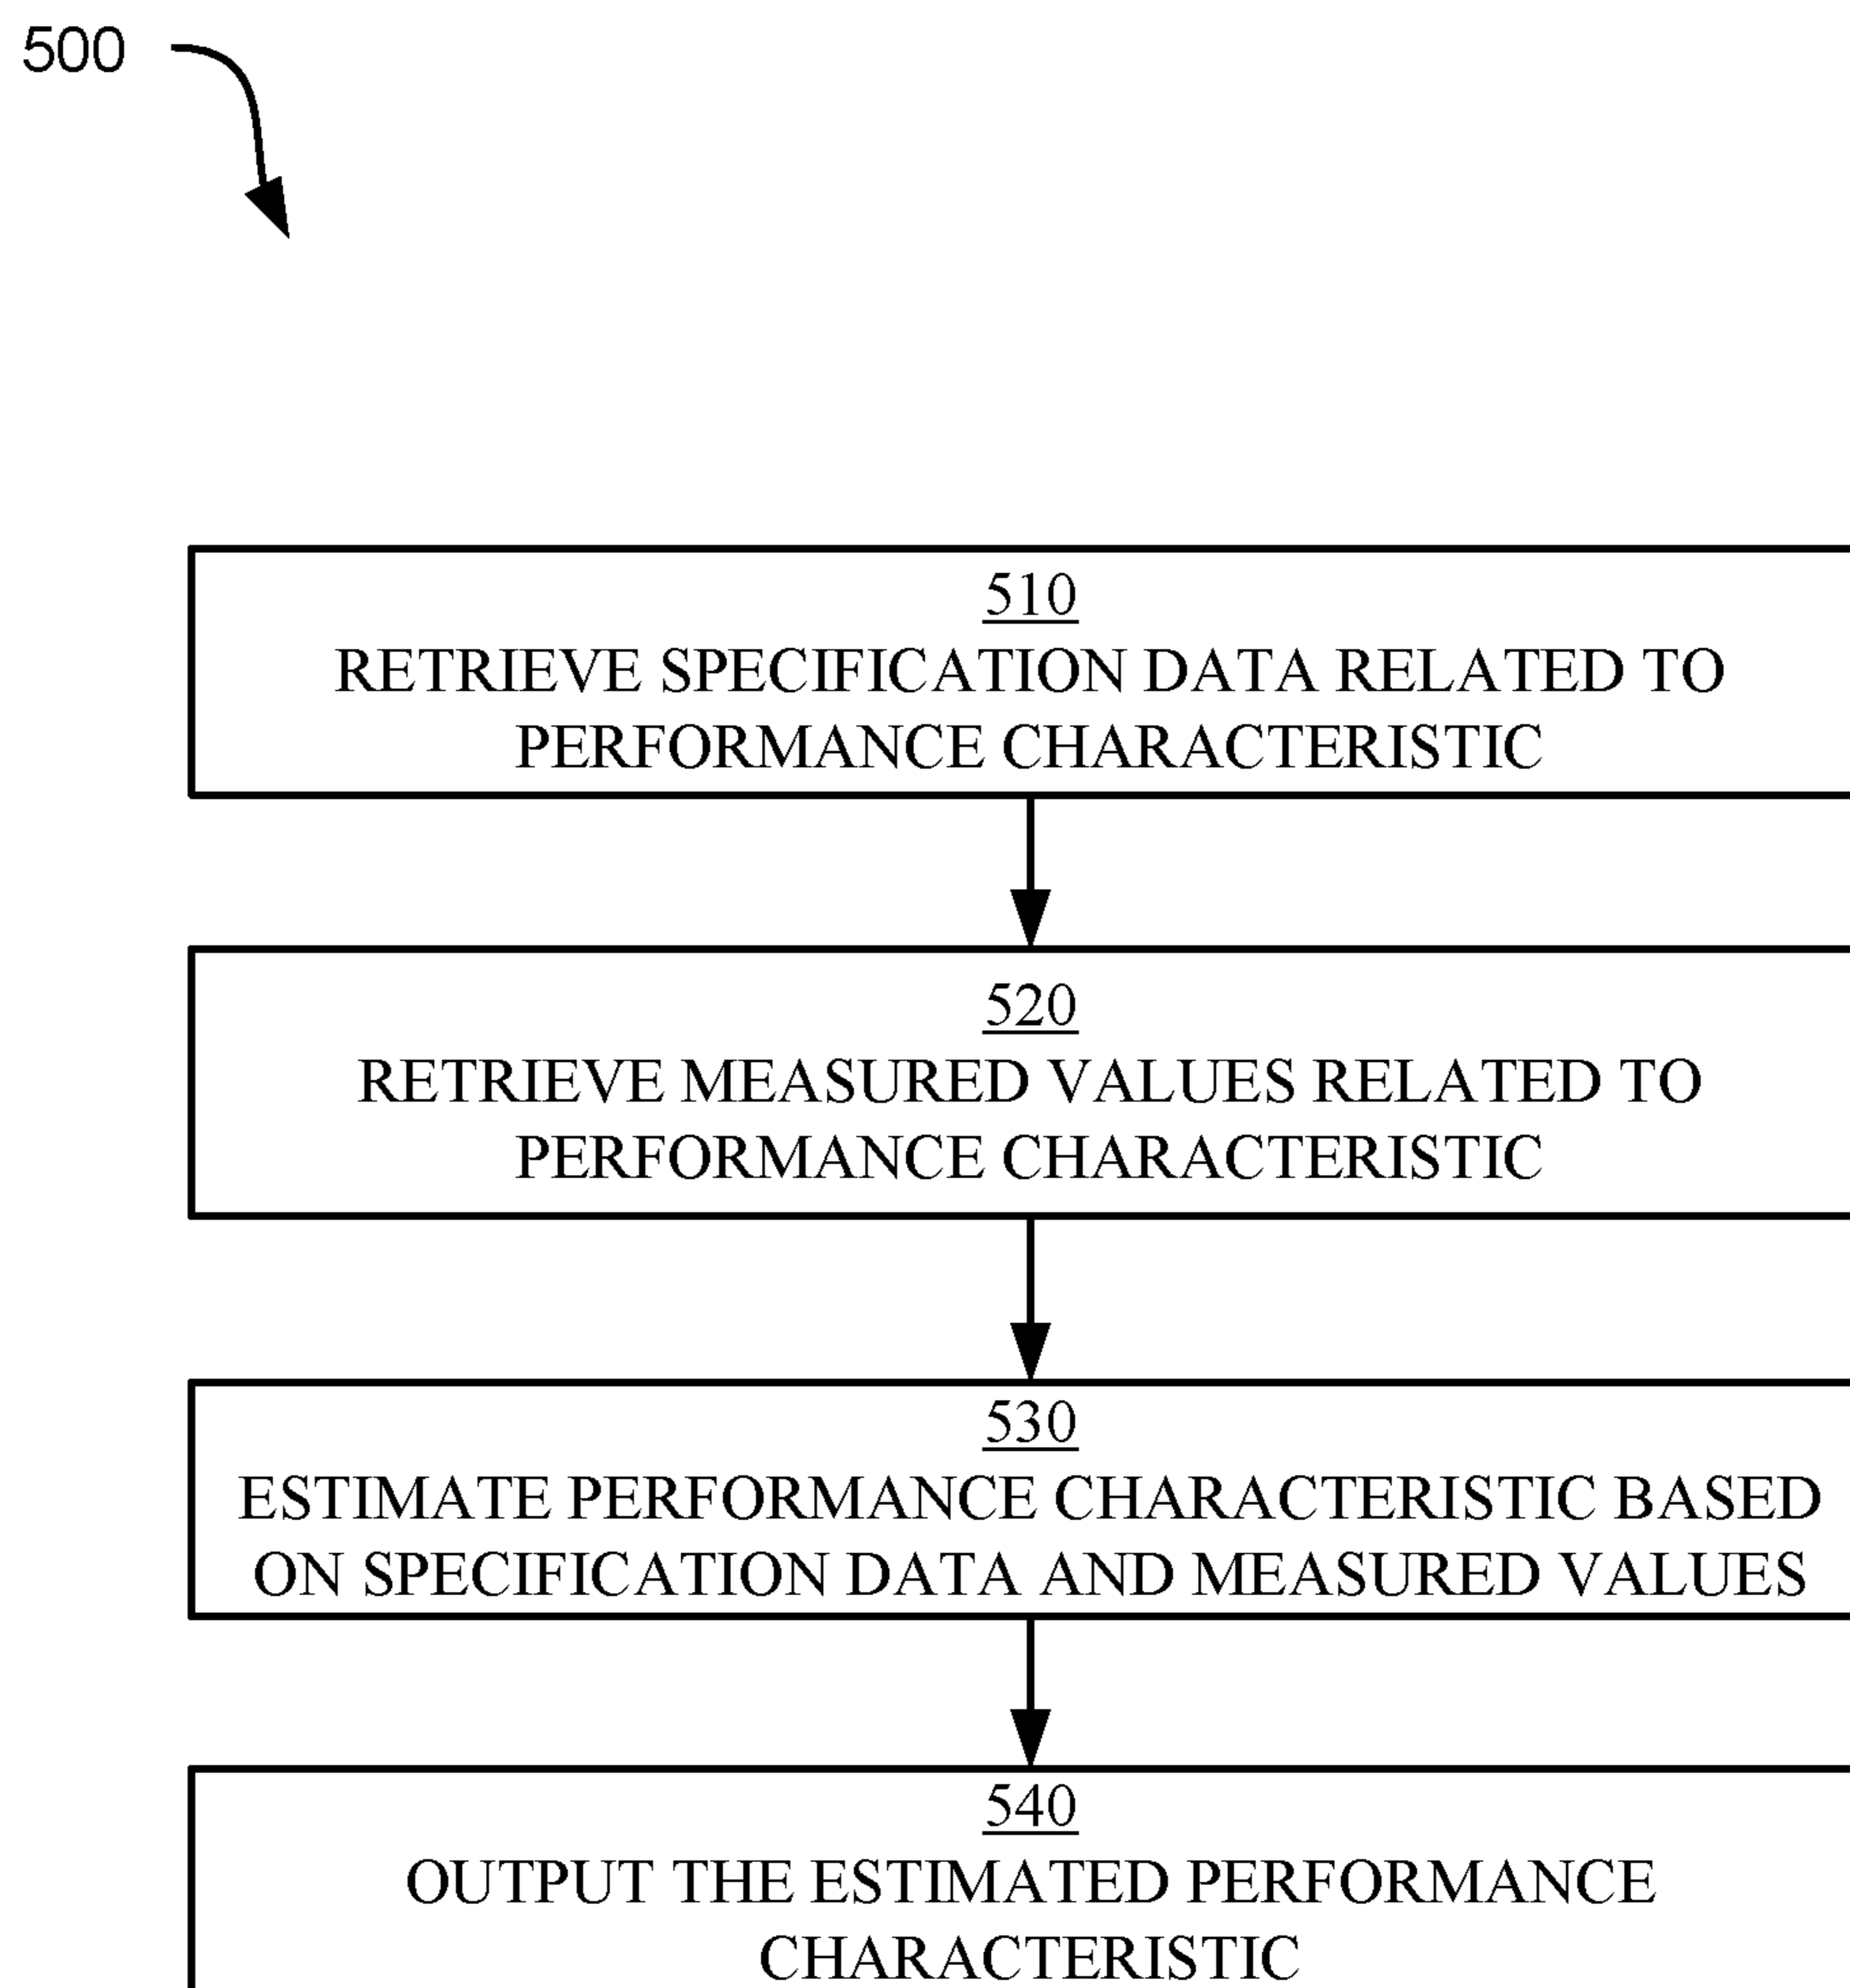 500
510
RETRIEVE SPECIFICATION DATA RELATED TO
PERFORMANCE CHARACTERISTIC
520
RETRIEVE MEASURED VALUES RELATED TO
PERFORMANCE CHARACTERISTIC
530
ESTIMATE PERFORMANCE CHARACTERISTIC BASED
ON SPECIFICATION DATA AND MEASURED VALUES
540
OUTPUT THE ESTIMATED PERFORMANCE
CHARACTERISTIC